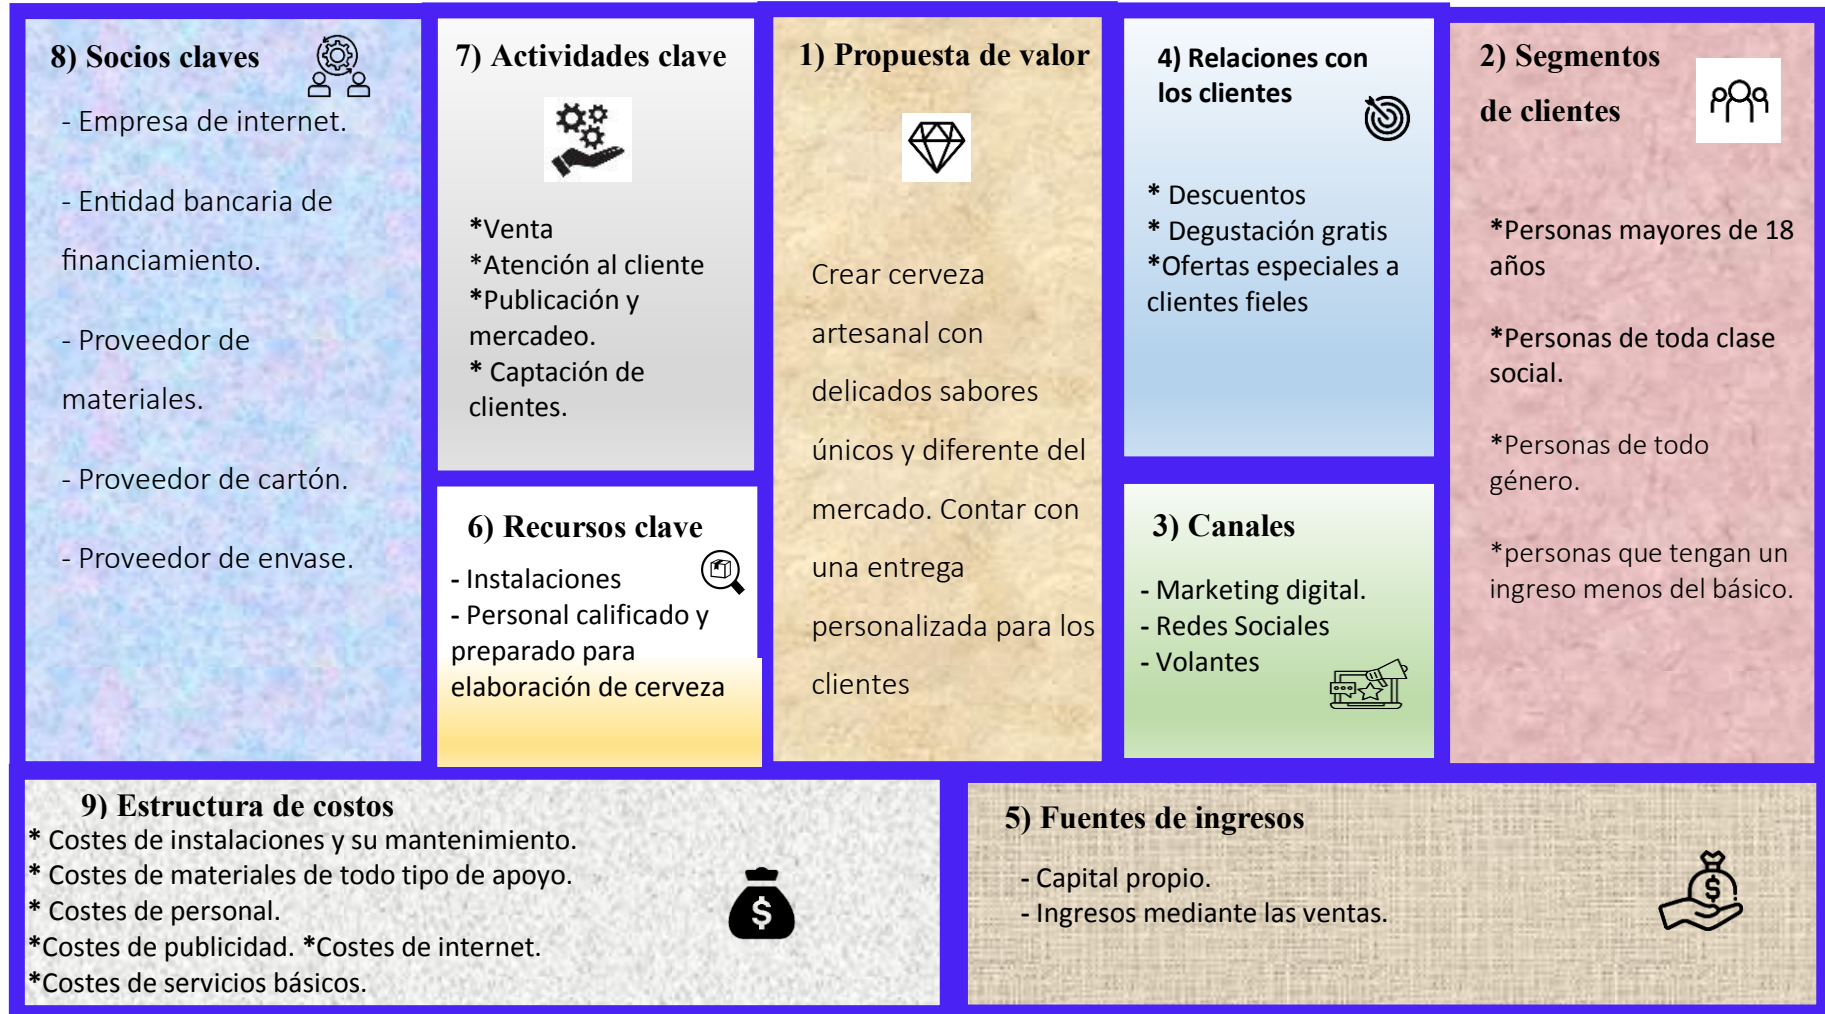 8) Socios claves
- Empresa de internet.
- Entidad bancaria de
financiamiento.
- Proveedor de
materiales.
- Proveedor de cartón.
- Proveedor de envase.
7) Actividades clave
*Venta
*Atención al cliente
*Publicación y
mercadeo.
* Captación de
clientes.
6) Recursos clave
- Instalaciones
- Personal calificado y
preparado para
elaboración de cerveza
1) Propuesta de valor
Crear cerveza
artesanal con
delicados sabores
únicos y diferente del
mercado. Contar con
una entrega
personalizada para los
clientes
4) Relaciones con
los clientes
* Descuentos
* Degustación gratis
*Ofertas especiales a
clientes fieles
3) Canales
- Marketing digital.
- Redes Sociales
- Volantes
2) Segmentos
de clientes
*Personas mayores de 18
años
*Personas de toda clase
social.
*Personas de todo
género.
*personas que tengan un
ingreso menos del básico.
9) Estructura de costos
* Costes de instalaciones y su mantenimiento.
* Costes de materiales de todo tipo de apoyo.
* Costes de personal.
*Costes de publicidad. *Costes de internet.
*Costes de servicios básicos.
$
5) Fuentes de ingresos
- Capital propio.
- Ingresos mediante las ventas.
$